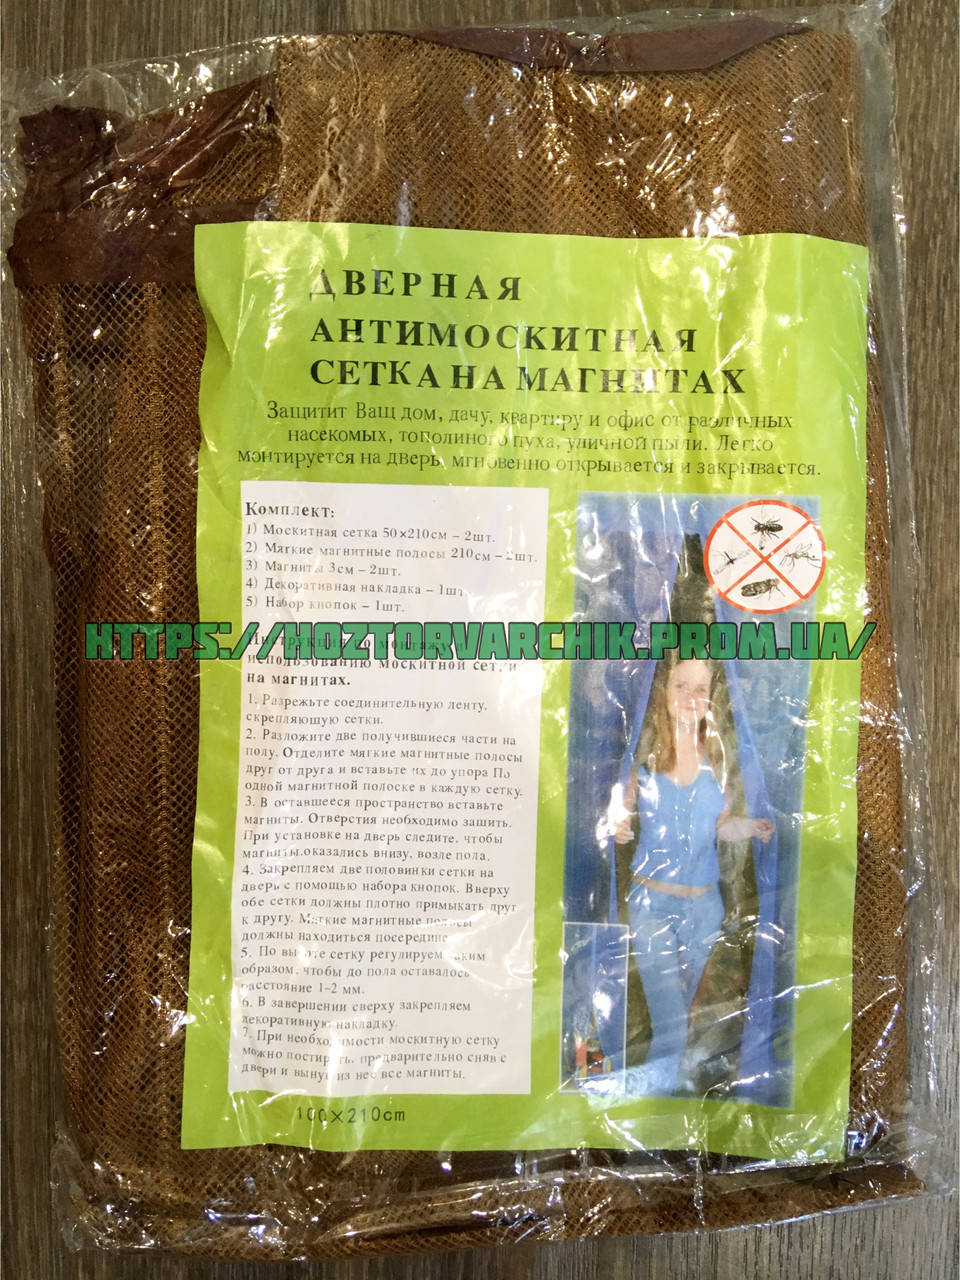 ДВЕРНАЯ
АНТИМОСКИТНАЯ
СЕТКА НА МАГНИТАХ
Защитит Ващ дом, дачу, квартиру и офис от различных
насекомых, тополиного пуха, уличной пыли. Легко
монтируется на дверь, мгновенно открывается и закрывается.
Комплект:
1) Москитная сетка 50×210см – 2шт.
2) Мягкие магнитные полосы 210см – 2шт.
3) Магниты 3см – 2шт.
4) Декоративная накладка – 1шт.
5) Набор кнопок – 1шт.
HTTPS://HOZTORVARCHIK.PROM.UA/
Инструкция по монтажу
использованию москитной сетки
на магнитах.
1. Разрежьте соединительную ленту,
скрепляющую сетки.
2. Разложите две получившиеся части на
полу. Отделите мягкие магнитные полосы
друг от друга и вставьте их до упора По
одной магнитной полоске в каждую сетку.
3. В оставшееся пространство вставьте
магниты. Отверстия необходимо зашить.
При установке на дверь следите, чтобы
магниты.оказались внизу, возле пола.
4. Закрепляем две половинки сетки на
дверь с помощью набора кнопок. Вверху
обе сетки должны плотно примыкать друг
к другу. Мягкие магнитные полосы
должны находиться посередине
5. По высоте сетку регулируем таким
образом, чтобы до пола оставалось
расстояние 1-2 мм.
6. В завершении сверху закрепляем
декоративную накладку.
7. При необходимости москитную сетку
можно постирать, предварительно сняв с
двери и вынув из неё все магниты.
100×210cm